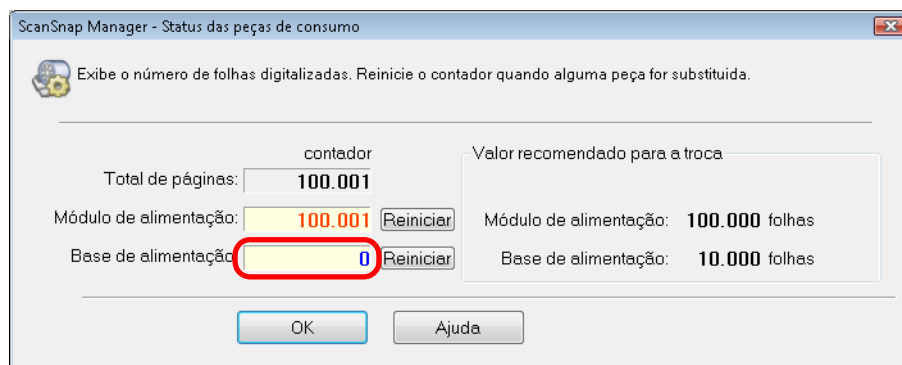 ScanSnap Manager - Status das peças de consumo
Exibe o número de folhas digitalizadas. Reinicie o contador quando alguma peça for substituida.
contador
Valor recomendado para a troca
Total de páginas: 100.001
Módulo de alimentação: 100.001 Reiniciar Módulo de alimentação: 100.000 folhas
Base de alimentação 0 Reiniciar Base de alimentação: 10.000 folhas
OK Ajuda